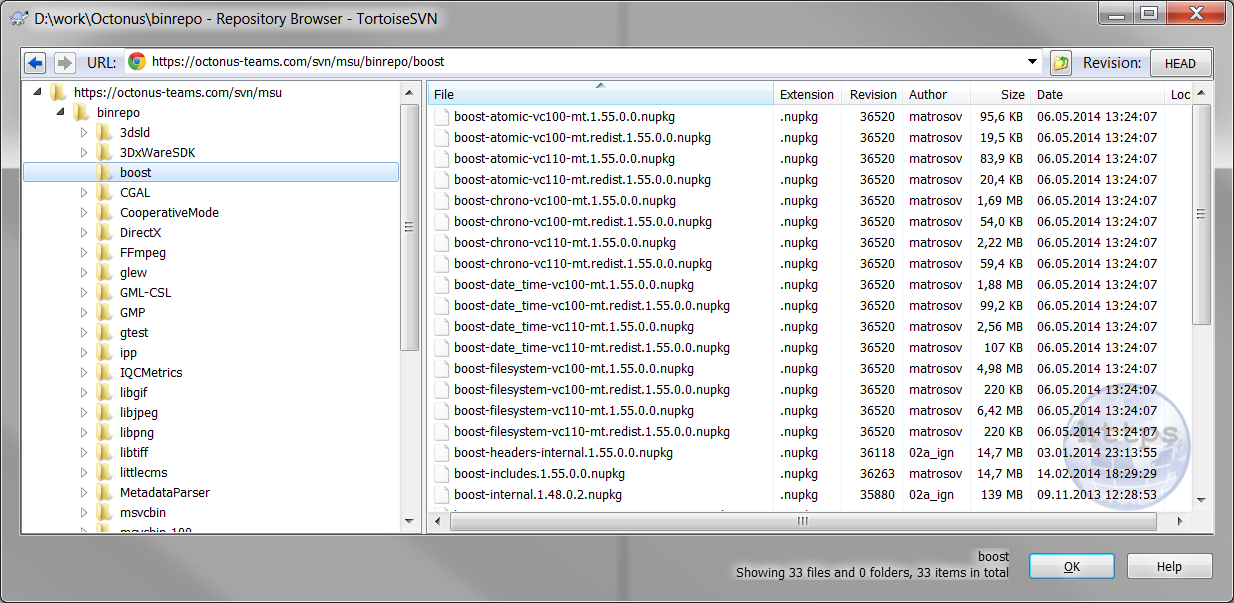 D:\work\Octonus\binrepo - Repository Browser - TortoiseSVN
URL: https://octonus-teams.com/svn/msu/binrepo/boost Revision: HEAD
https://octonus-teams.com/svn/msu
binrepo
3dsld
3DxWareSDK
boost
CGAL
CooperativeMode
DirectX
FFmpeg
glew
GML-CSL
GMP
gtest
ipp
IQCMetrics
libgif
libjpeg
libpng
libtiff
littlecms
MetadataParser
msvcbin
msvcbin-100
File Extension Revision Author Size Date Loc
boost-atomic-vc100-mt.1.55.0.0.nupkg .nupkg 36520 matrosov 95,6 KB 06.05.2014 13:24:07
boost-atomic-vc100-mt.redist.1.55.0.0.nupkg .nupkg 36520 matrosov 19,5 KB 06.05.2014 13:24:07
boost-atomic-vc110-mt.1.55.0.0.nupkg .nupkg 36520 matrosov 83,9 KB 06.05.2014 13:24:07
boost-atomic-vc110-mt.redist.1.55.0.0.nupkg .nupkg 36520 matrosov 20,4 KB 06.05.2014 13:24:07
boost-chrono-vc100-mt.1.55.0.0.nupkg .nupkg 36520 matrosov 1,69 MB 06.05.2014 13:24:07
boost-chrono-vc100-mt.redist.1.55.0.0.nupkg .nupkg 36520 matrosov 54,0 KB 06.05.2014 13:24:07
boost-chrono-vc110-mt.1.55.0.0.nupkg .nupkg 36520 matrosov 2,22 MB 06.05.2014 13:24:07
boost-chrono-vc110-mt.redist.1.55.0.0.nupkg .nupkg 36520 matrosov 59,4 KB 06.05.2014 13:24:07
boost-date_time-vc100-mt.1.55.0.0.nupkg .nupkg 36520 matrosov 1,88 MB 06.05.2014 13:24:07
boost-date_time-vc100-mt.redist.1.55.0.0.nupkg .nupkg 36520 matrosov 99,2 KB 06.05.2014 13:24:07
boost-date_time-vc110-mt.1.55.0.0.nupkg .nupkg 36520 matrosov 2,56 MB 06.05.2014 13:24:07
boost-date_time-vc110-mt.redist.1.55.0.0.nupkg .nupkg 36520 matrosov 107 KB 06.05.2014 13:24:07
boost-filesystem-vc100-mt.1.55.0.0.nupkg .nupkg 36520 matrosov 4,98 MB 06.05.2014 13:24:07
boost-filesystem-vc100-mt.redist.1.55.0.0.nupkg .nupkg 36520 matrosov 220 KB 06.05.2014 13:24:07
boost-filesystem-vc110-mt.1.55.0.0.nupkg .nupkg 36520 matrosov 6,42 MB 06.05.2014 13:24:07
boost-filesystem-vc110-mt.redist.1.55.0.0.nupkg .nupkg 36520 matrosov 220 KB 06.05.2014 13:24:07
boost-headers-internal.1.55.0.0.nupkg .nupkg 36118 02a_ign 14,7 MB 03.01.2014 23:13:55
boost-includes.1.55.0.0.nupkg .nupkg 36263 matrosov 14,7 MB 14.02.2014 18:29:29
boost-internal.1.48.0.2.nupkg .nupkg 35880 02a_ign 139 MB 09.11.2013 12:28:53
https
boost
Showing 33 files and 0 folders, 33 items in total
OK Help